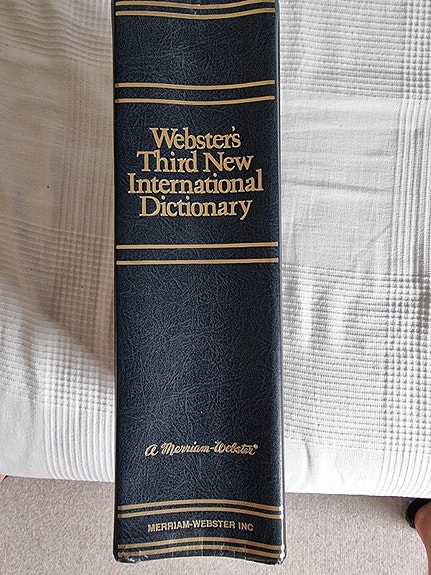 Webster's
Third New
International
Dictionary
A Merriam-Webster®
MERRIAM-WEBSTER INC